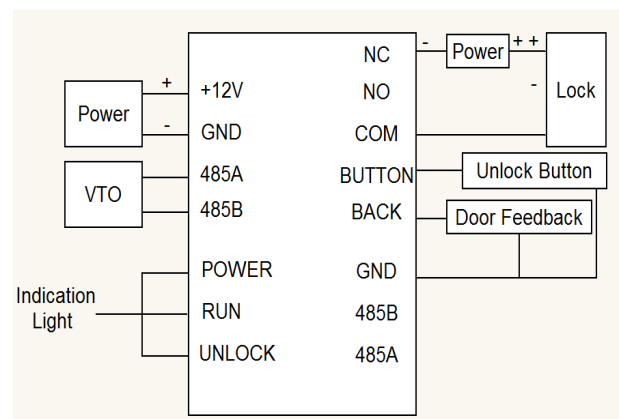 NC - Power + +
+ +12V NO - Lock
Power
- GND COM
485A BUTTON Unlock Button
VTO
485B BACK Door Feedback
POWER GND
Indication
Light
RUN 485B
UNLOCK 485A